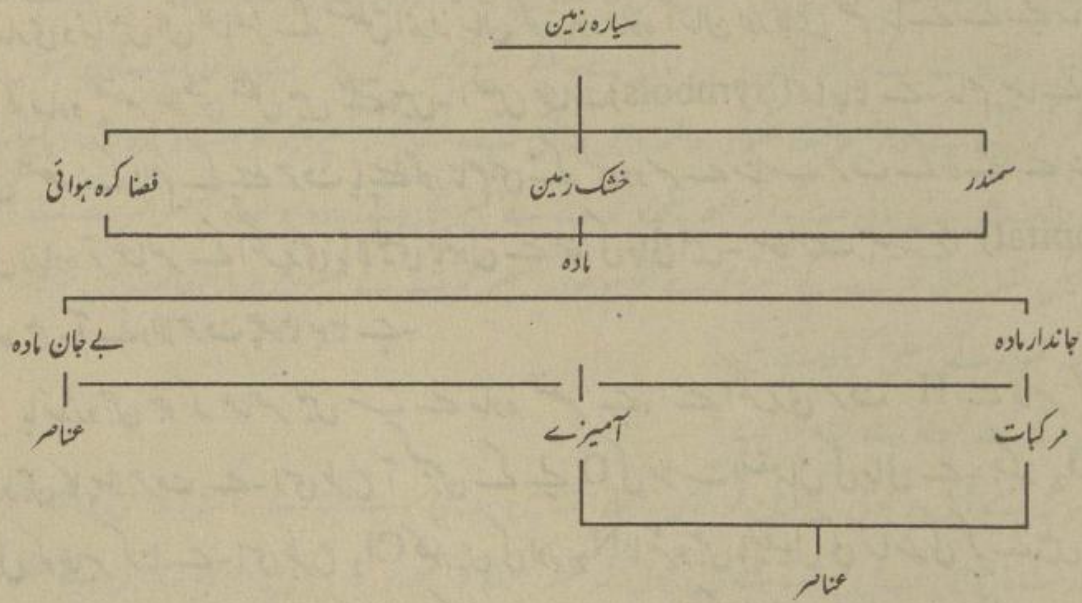 سیارہ زمین
سمندر خشک زمین فضا کرہ ہوائی
مادہ
جاندار مادہ بے جان مادہ
مرکبات آمیزے عناصر
عناصر